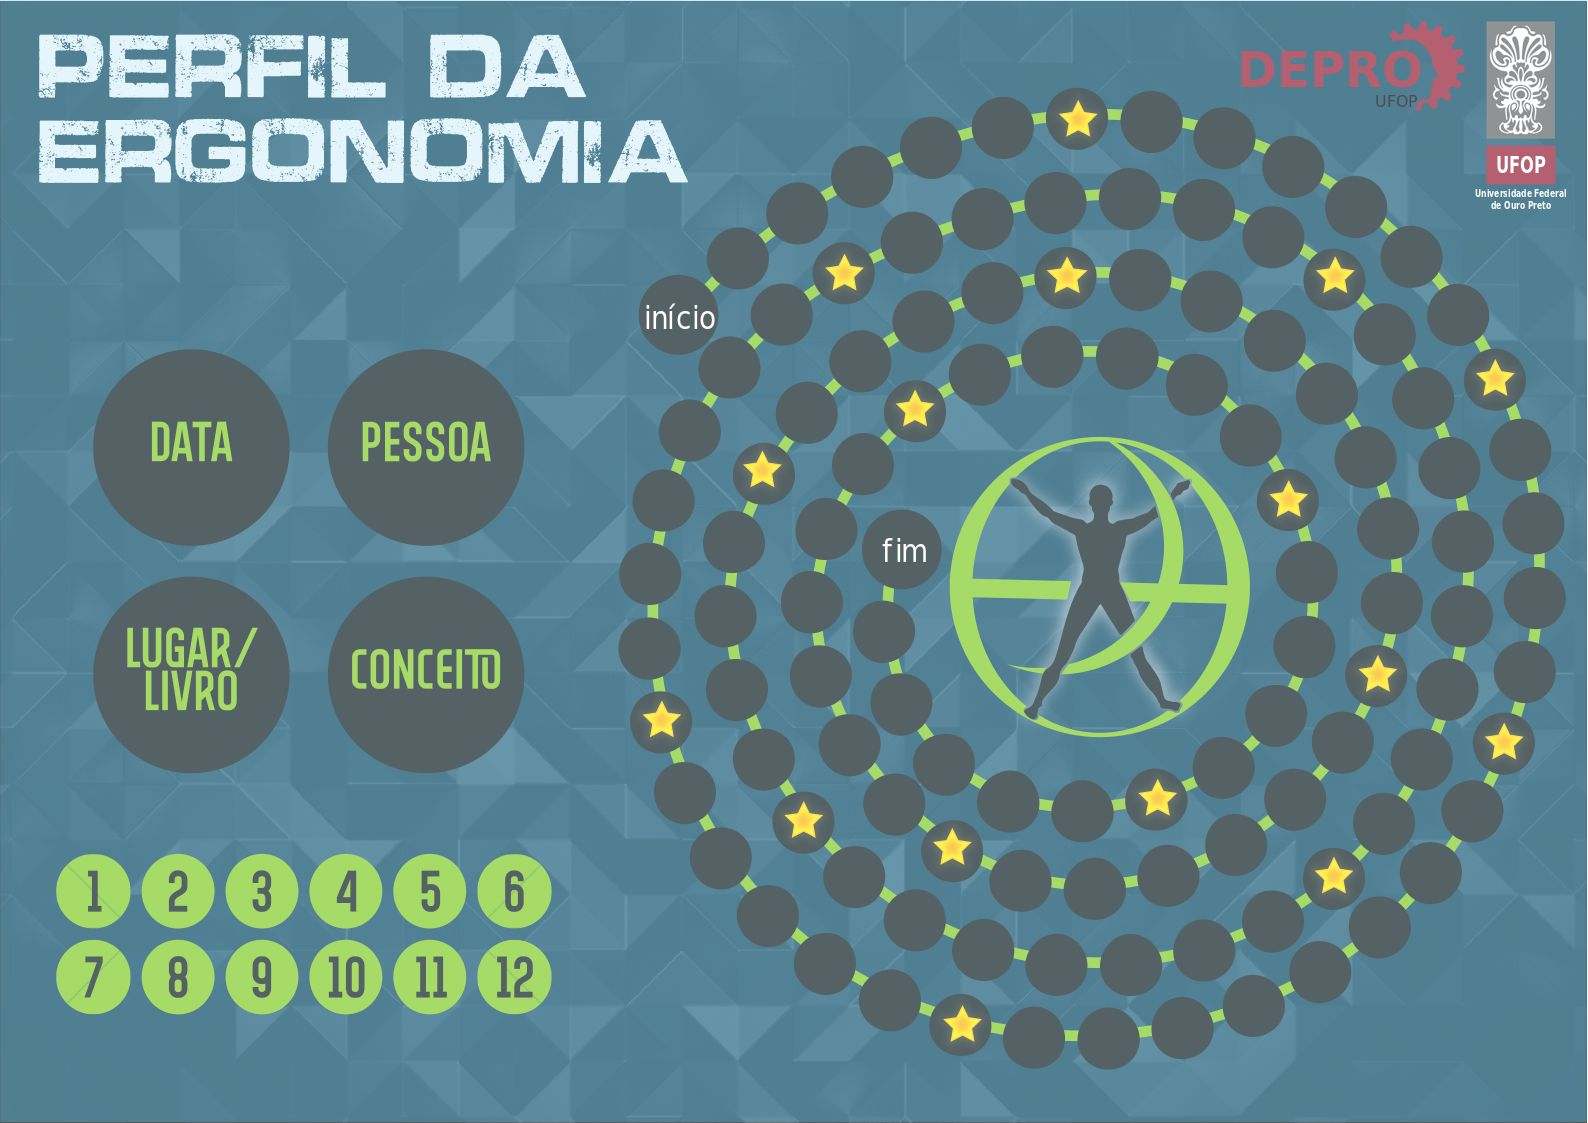 PERFIL DA
ERGONOMIA
DEPRO
UFOP
UFOP
Universidade Federal
de Ouro Preto
início
DATA
PESSOA
fim
LUGAR/
LIVRO
CONCEITO
1 2 3 4 5 6
7 8 9 10 11 12